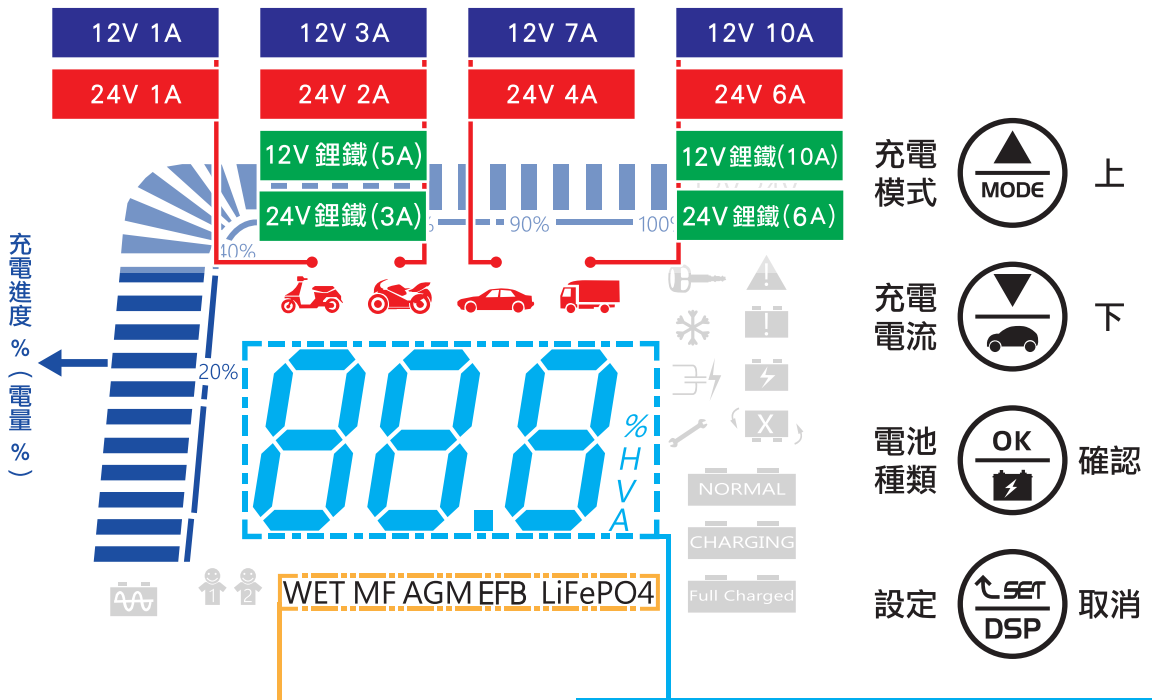 12V 1A
12V 3A
12V 7A
12V 10A
24V 1A
24V 2A
24V 4A
24V 6A
12V 鋰鐵(5A)
12V 鋰鐵(10A)
24V 鋰鐵(3A)
24V 鋰鐵(6A)
40%
%
90%
100
20%
充電進度 % (電量 %)
88.8
%
H
V
A
X
NORMAL
CHARGING
Full Charged
1
2
WET MF AGM EFB LiFePO4
充電
模式
MODE
上
充電
電流
下
電池
種類
OK
確認
設定
SET
DSP
取消